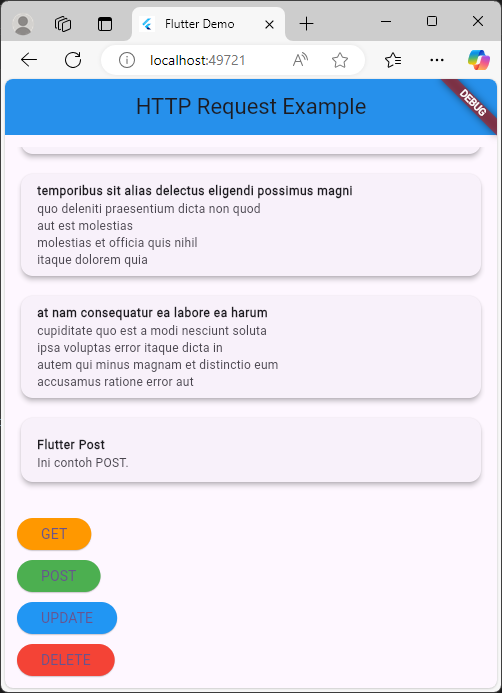 Flutter Demo
localhost:49721
HTTP Request Example
DEBUG
temporibus sit alias delectus eligendi possimus magni
quo deleniti praesentium dicta non quod
aut est molestias
molestias et officia quis nihil
itaque dolorem quia
at nam consequatur ea labore ea harum
cupiditate quo est a modi nesciunt soluta
ipsa voluptas error itaque dicta in
autem qui minus magnam et distinctio eum
accusamus ratione error aut
Flutter Post
Ini contoh POST.
GET
POST
UPDATE
DELETE